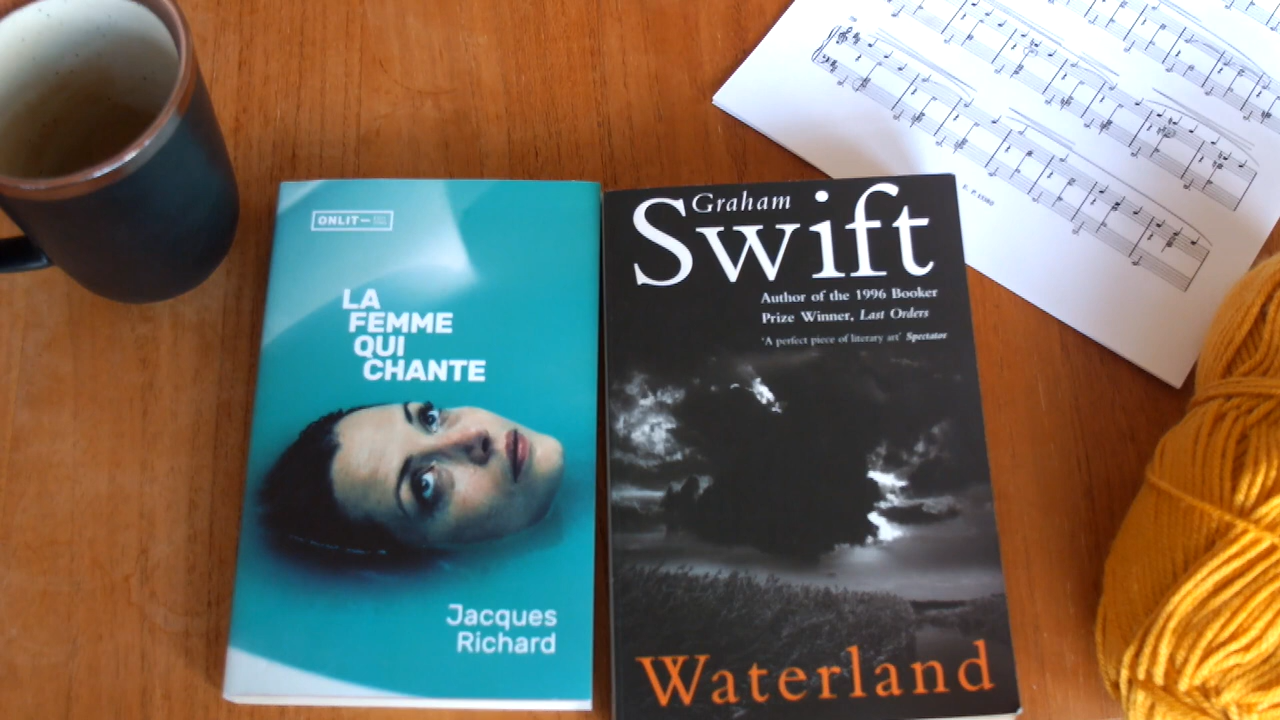 ONLIT
LA
FEMME
QUI
CHANTE
Jacques
Richard
Graham
Swift
Author of the 1996 Booker
Prize Winner, Last Orders
'A perfect piece of literary art' Spectator
Waterland